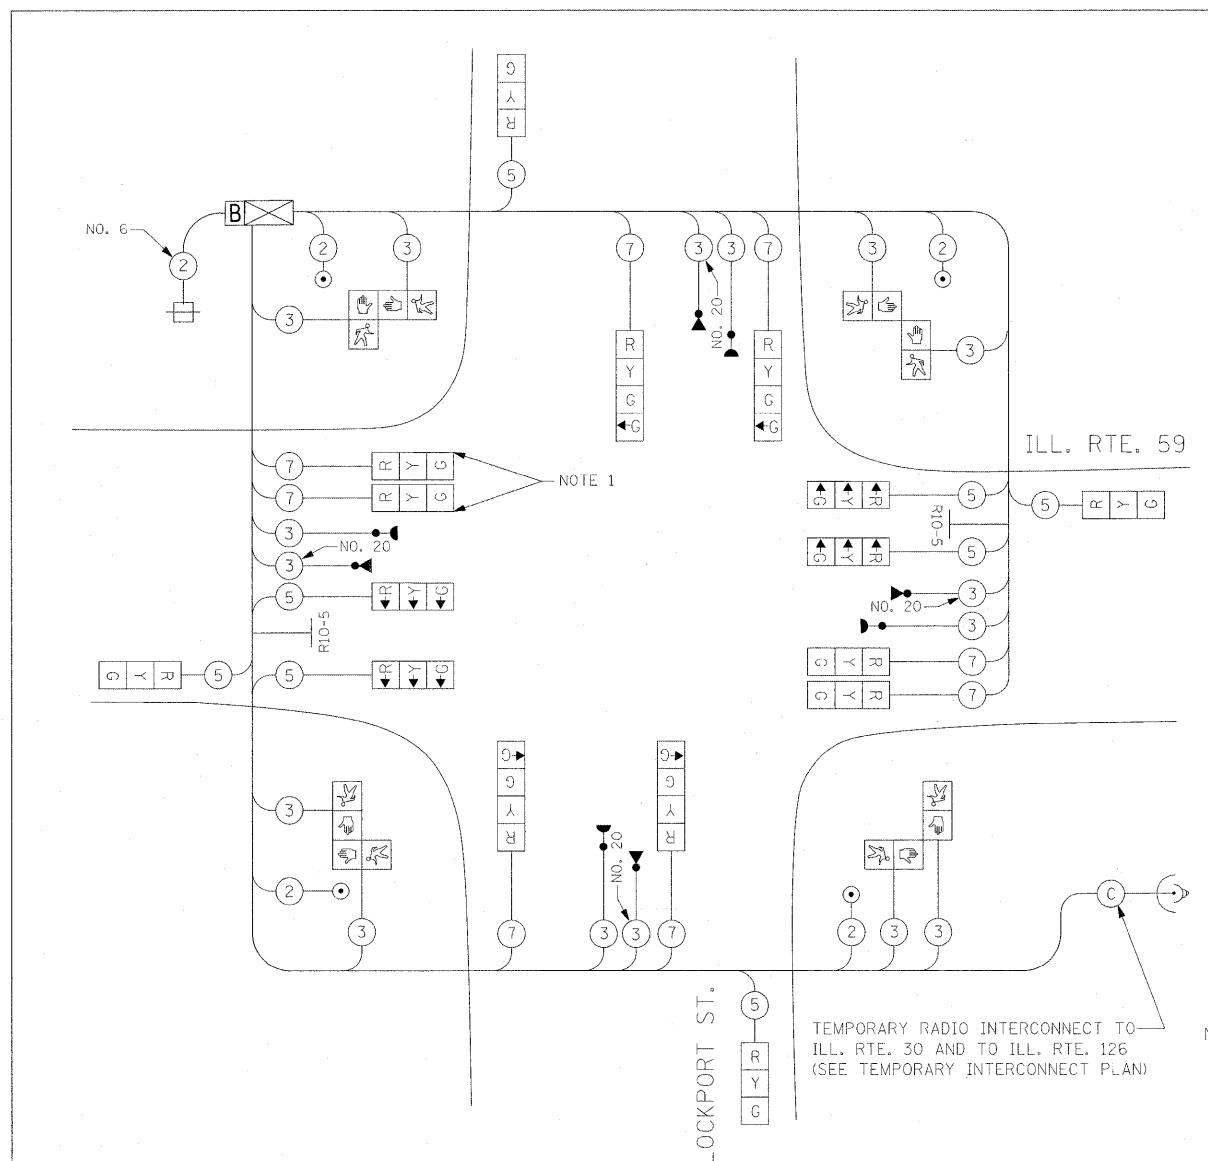 G
Y
R
5
B
NO. 6
2
2
3
7
3
3
7
3
2
NO. 20
3
3
R
Y
G
G
R
Y
G
G
ILL. RTE. 59
7
R Y G
7
R Y G
NOTE 1
3
3
NO. 20
5
R Y G
R10-5
G Y R
5
5
R Y G
G Y R
5
R10-5
5
R Y G
G Y R
5
3
NO. 20
3
G Y R
7
G Y R
7
G
G
Y
R
7
G
G
Y
R
7
3
3
NO. 20
3
2
3
2
3
3
C
LOCKPORT ST.
5
R
Y
G
TEMPORARY RADIO INTERCONNECT TO
ILL. RTE. 30 AND TO ILL. RTE. 126
(SEE TEMPORARY INTERCONNECT PLAN)